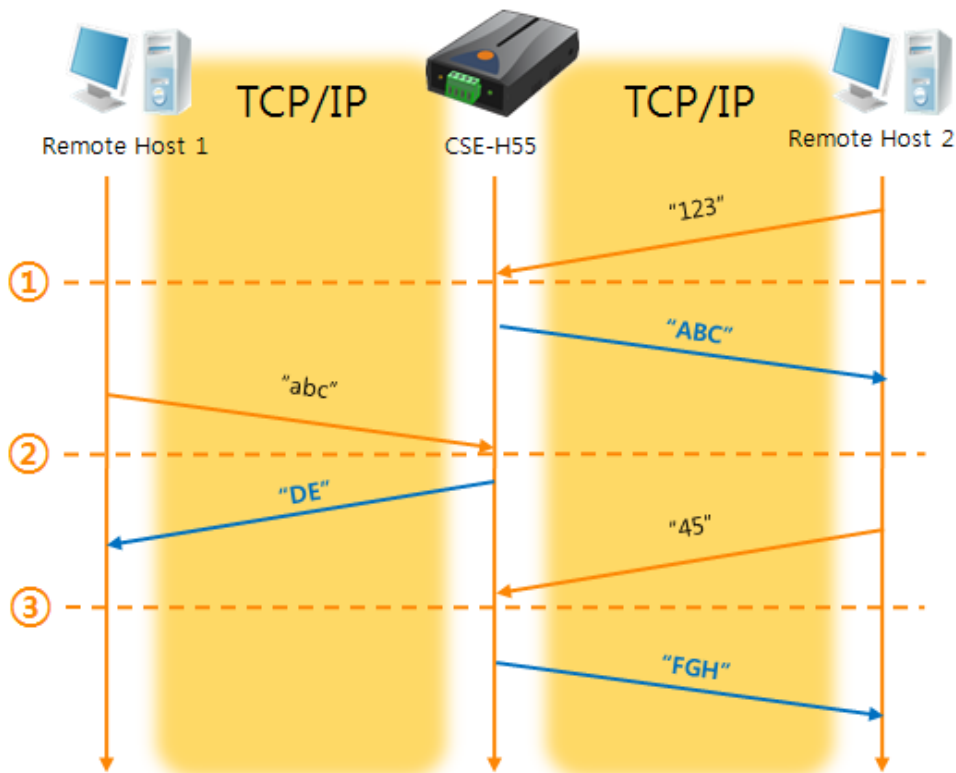 TCP/IP
TCP/IP
Remote Host 1
CSE-H55
Remote Host 2
"123"
①
"ABC"
"abc"
②
"DE"
"45"
③
"FGH"